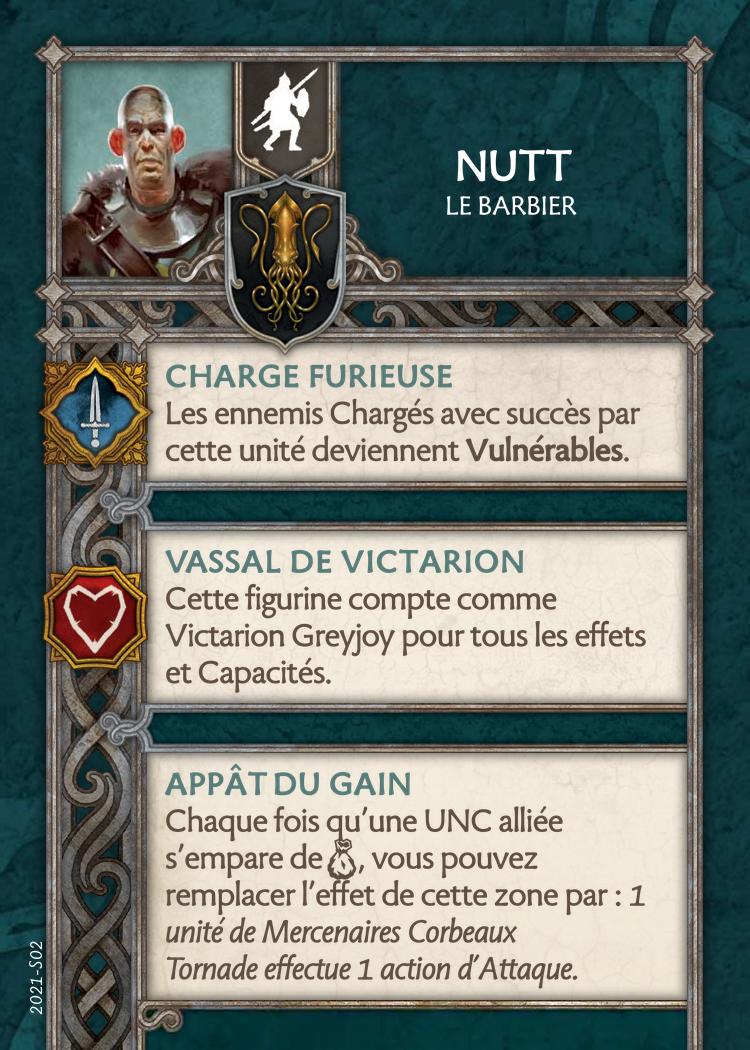 NUTT
LE BARBIER
CHARGE FURIEUSE
Les ennemis Chargés avec succès par
cette unité deviennent Vulnérables.
VASSAL DE VICTARION
Cette figurine compte comme
Victarion Greyjoy pour tous les effets
et Capacités.
APPÂT DU GAIN
Chaque fois qu’une UNC alliée
s’empare de , vous pouvez
remplacer l’effet de cette zone par : 1
unité de Mercenaires Corbeaux
Tornade effectue 1 action d’Attaque.
2021-S02